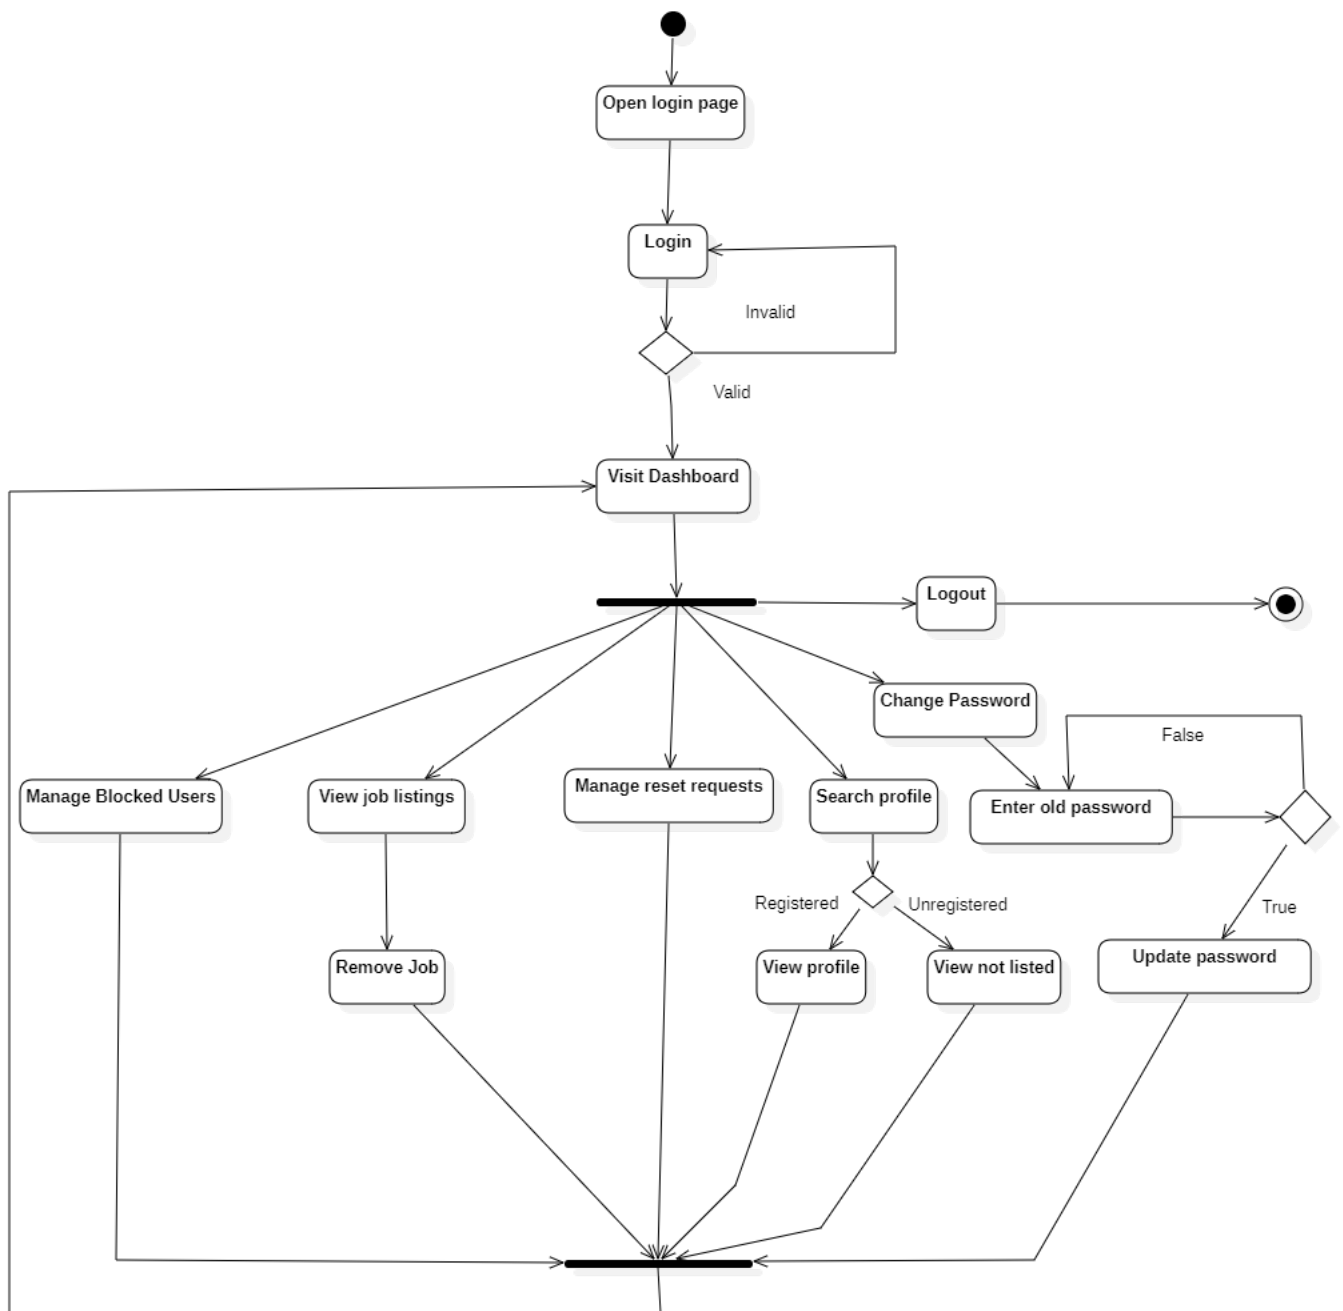 Open login page
Login
Invalid
Valid
Visit Dashboard
Logout
Change Password
False
Manage Blocked Users
View job listings
Manage reset requests
Search profile
Enter old password
Registered
Unregistered
True
Remove Job
View profile
View not listed
Update password